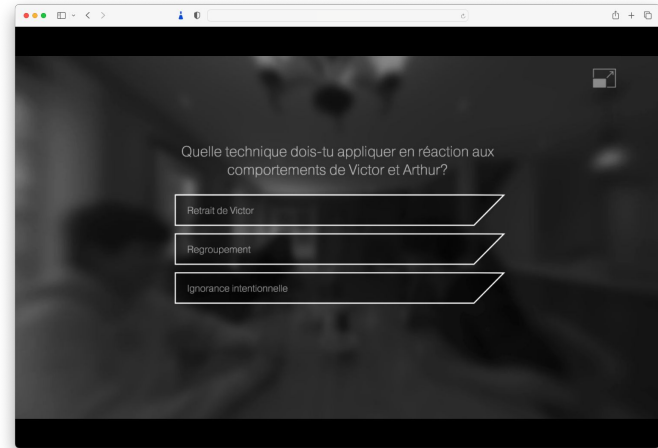 Quelle technique dois-tu appliquer en réaction aux
comportements de Victor et Arthur?
Retrait de Victor
Regroupement
Ignorance intentionnelle